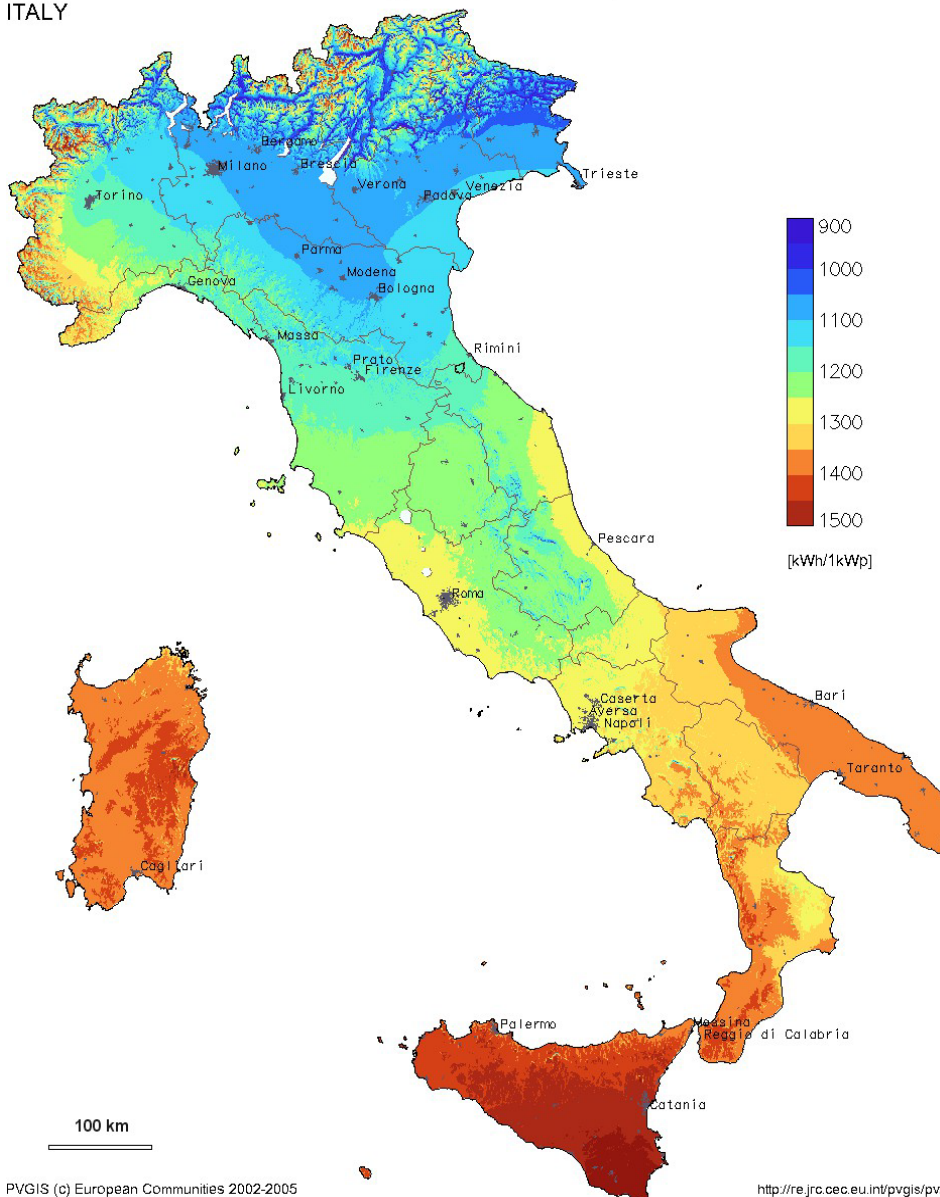 ITALY
Bergamo
Milano
Brescia
Verona
Padova
Venezia
Trieste
Torino
Parma
Modena
Bologna
Genova
Massa
Prato
Firenze
Rimini
Livorno
900
1000
1100
1200
1300
1400
1500
[kWh/1kWp]
Pescara
Roma
Caserta
Aversa
Napoli
Bari
Taranto
Cagliari
Palermo
Messina
Reggio di Calabria
Catania
100 km
PVGIS (c) European Communities 2002-2005
http://re.jrc.cec.eu.int/pvgis/pv